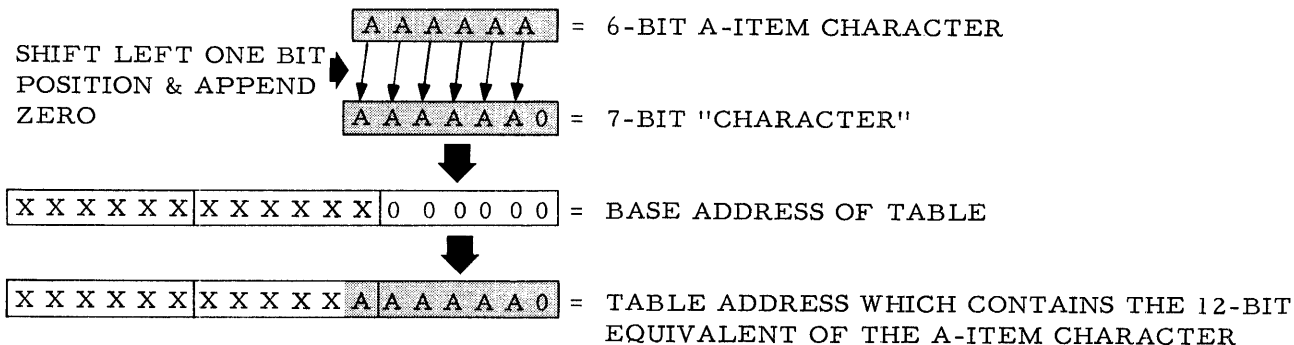 A A A A A A = 6-BIT A-ITEM CHARACTER
SHIFT LEFT ONE BIT
POSITION & APPEND
ZERO
A A A A A A 0 = 7-BIT "CHARACTER"
X X X X X X X X X X X X 0 0 0 0 0 0 = BASE ADDRESS OF TABLE
X X X X X X X X X X X A A A A A A 0 = TABLE ADDRESS WHICH CONTAINS THE 12-BIT
EQUIVALENT OF THE A-ITEM CHARACTER